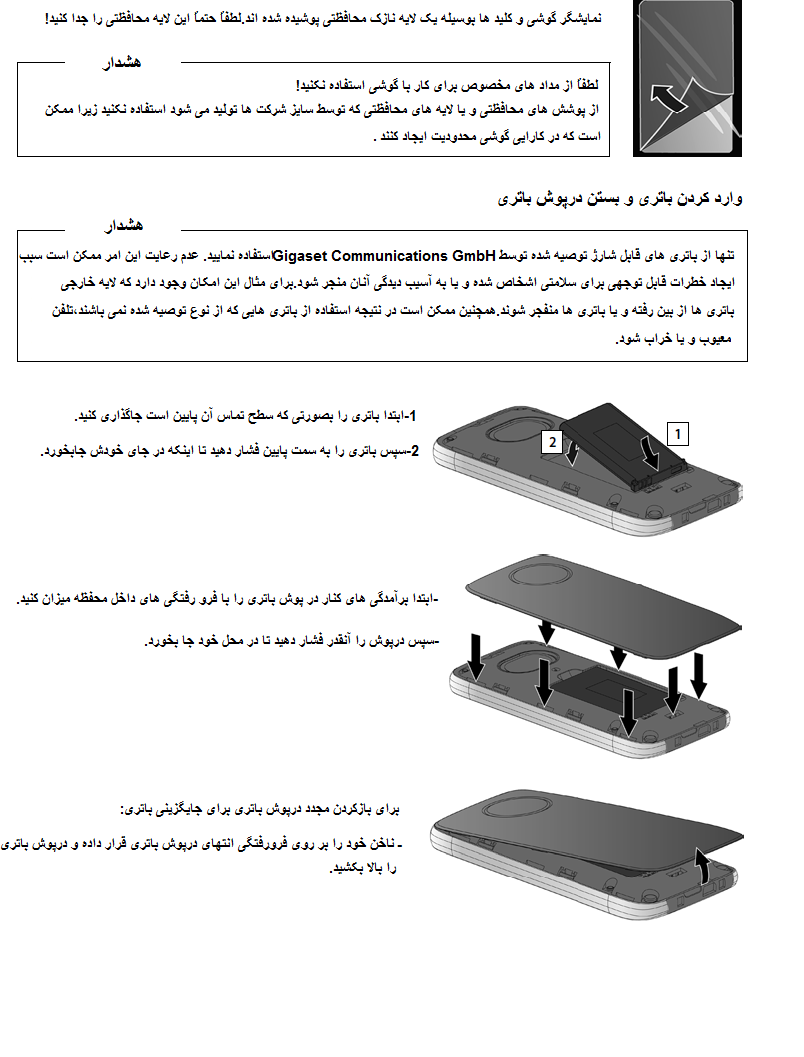 نمایشگر گوشی و کلید ها بوسیله یک لایه نازک محافظتی پوشیده شده اند.لطفاً حتماً این لایه محافظتی را جدا کنید!
هشدار
لطفاً از مداد های مخصوص برای کار با گوشی استفاده نکنید!
از پوشش های محافظتی و یا لایه های محافظتی که توسط سایز شرکت ها تولید می شود استفاده نکنید زیرا ممکن
است که در کارایی گوشی محدودیت ایجاد کنند .
وارد کردن باتری و بستن درپوش باتری
هشدار
تنها از باتری های قابل شارژ توصیه شده توسط Gigaset Communications GmbHاستفاده نمایید. عدم رعایت این امر ممکن است سبب
ایجاد خطرات قابل توجهی برای سلامتی اشخاص شده و یا به آسیب دیدگی آنان منجر شود.برای مثال این امکان وجود دارد که لایه خارجی
باتری ها از بین رفته و یا باتری ها منفجر شوند.همچنین ممکن است در نتیجه استفاده از باتری هایی که از نوع توصیه شده نمی باشند،تلفن
معیوب و یا خراب شود.
1-ابتدا باتری را بصورتی که سطح تماس آن پایین است جاگذاری کنید.
1
2
2-سپس باتری را به سمت پایین فشار دهید تا اینکه در جای خودش جابخورد.
-ابتدا برآمدگی های کنار در پوش باتری را با فرو رفتگی های داخل محفظه میزان کنید.
-سپس درپوش را آنقدر فشار دهید تا در محل خود جا بخورد.
برای بازکردن مجدد درپوش باتری برای جایگزینی باتری:
ـ ناخن خود را بر روی فرورفتگی انتهای درپوش باتری قرار داده و درپوش باتری
را بالا بکشید.